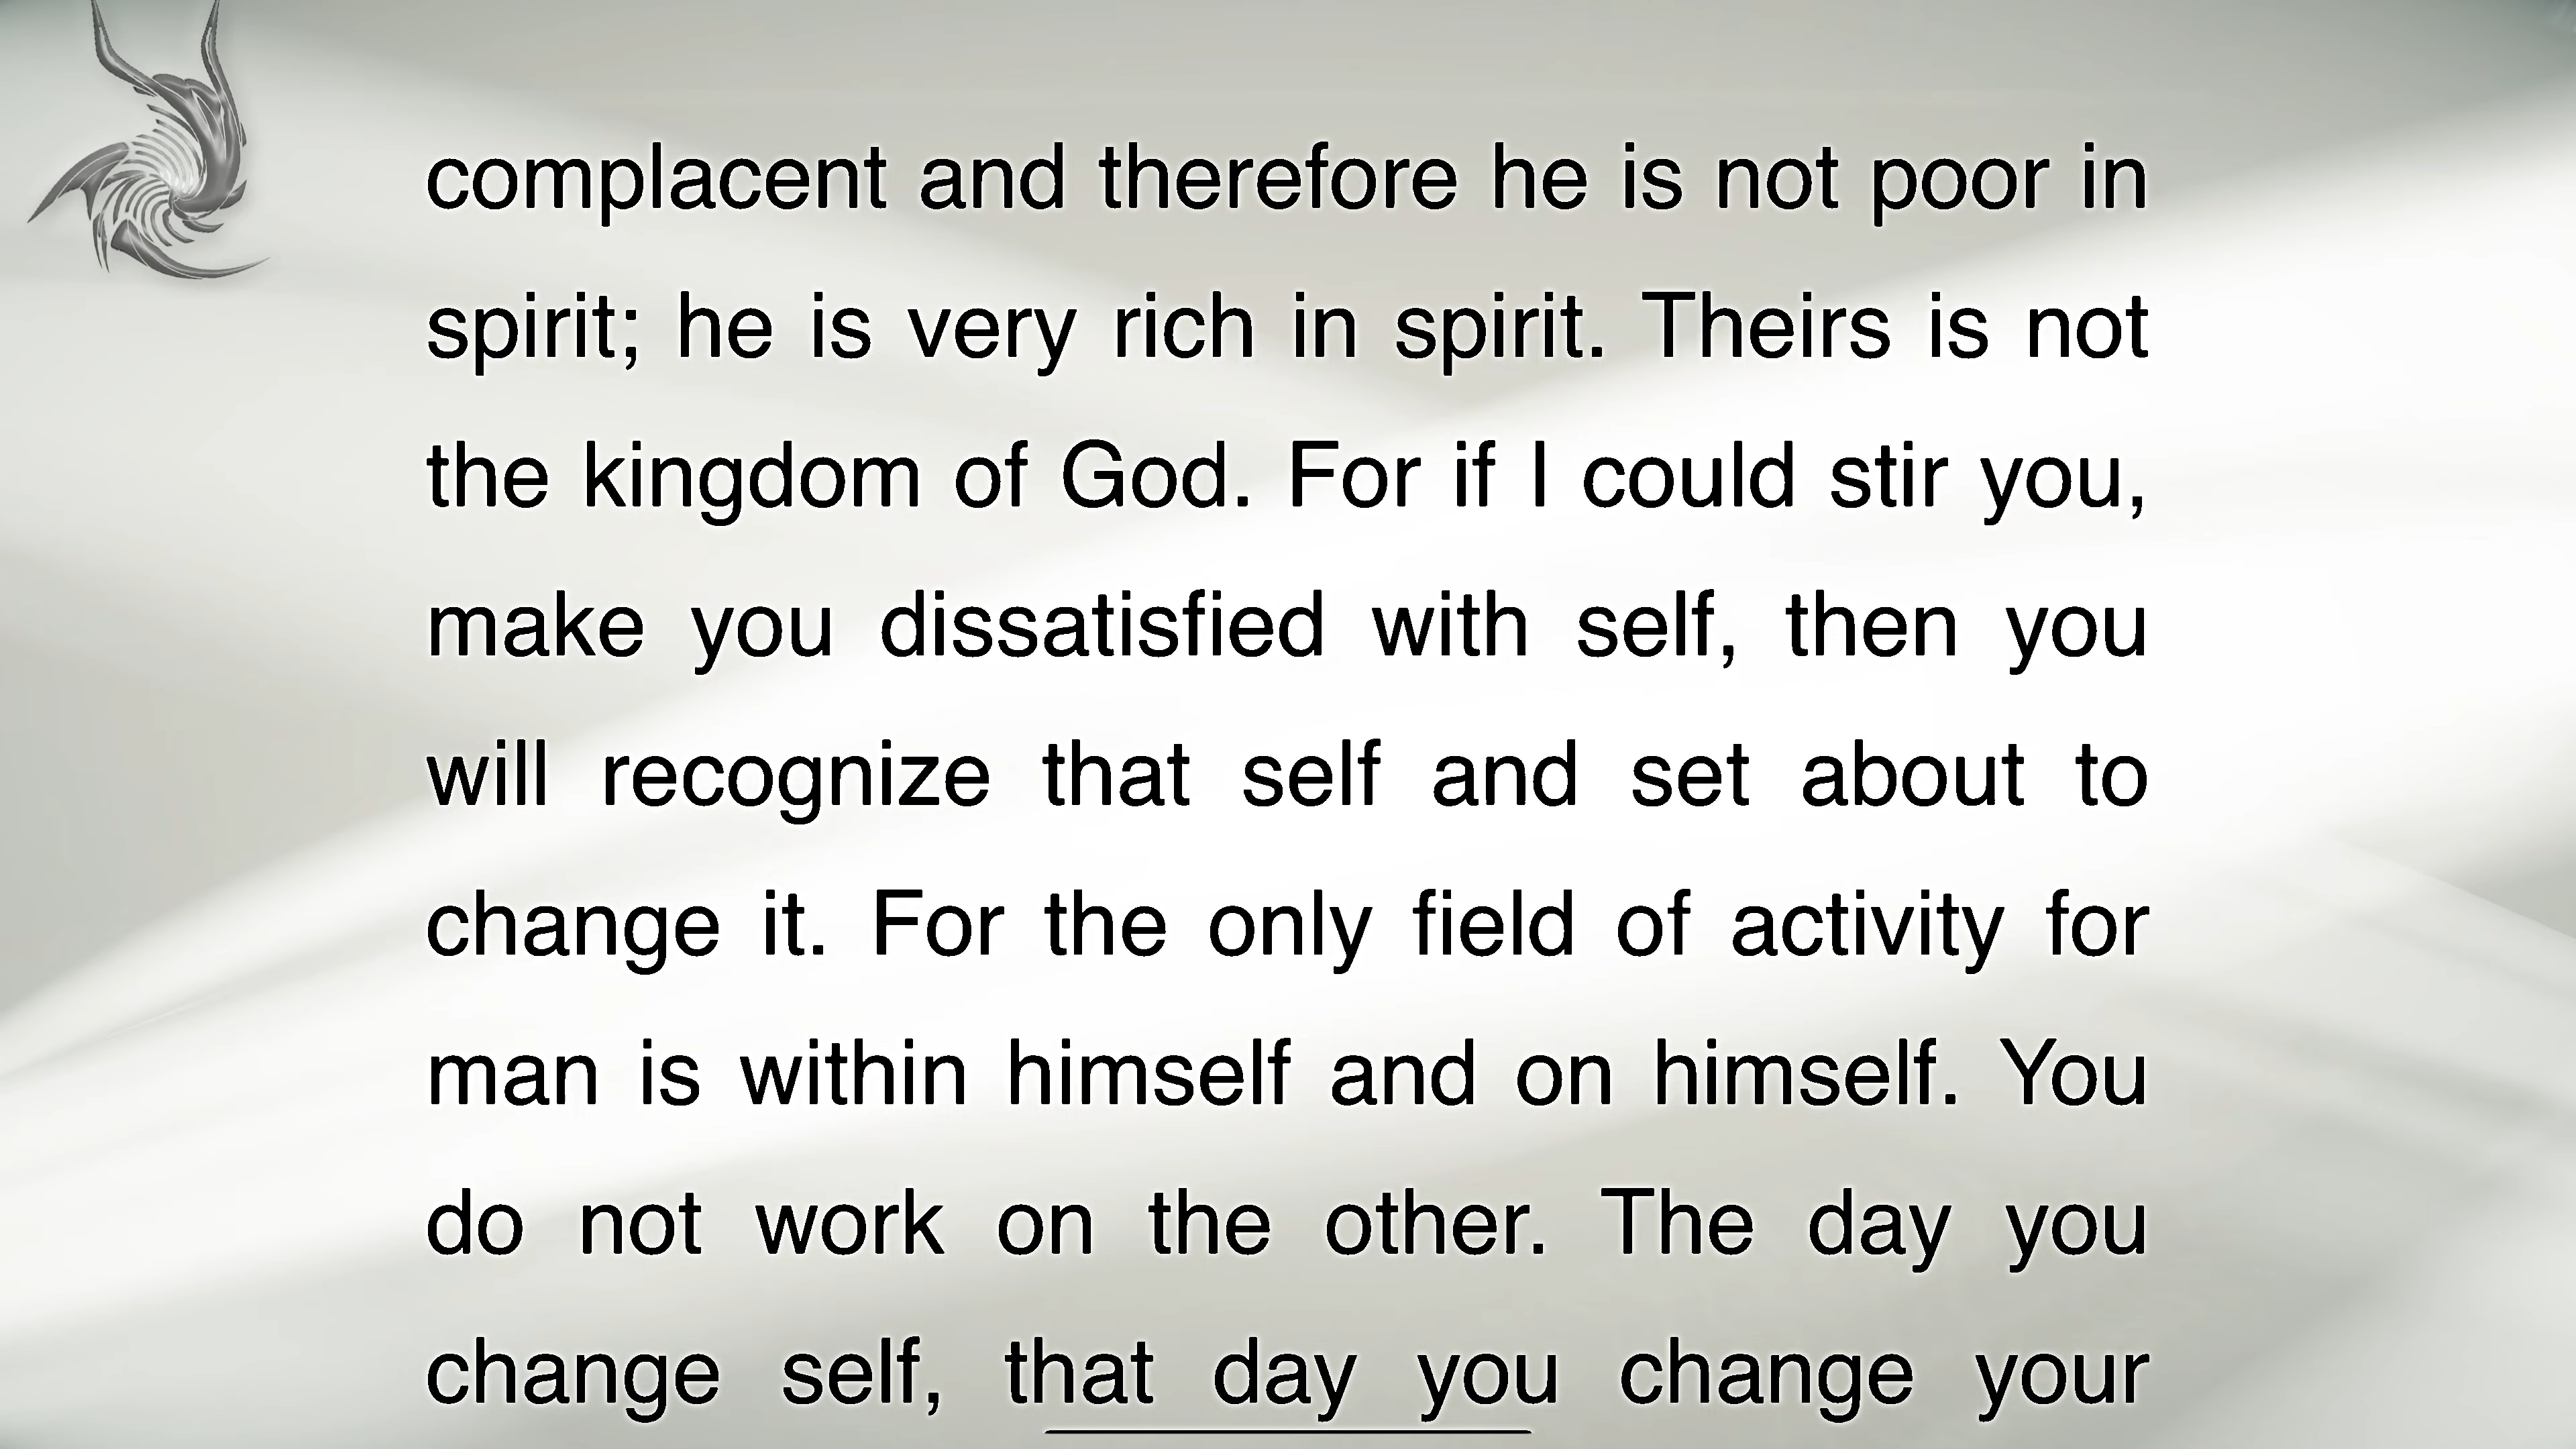 complacent and therefore he is not poor in
spirit; he is very rich in spirit. Theirs is not
the kingdom of God. For if I could stir you,
make you dissatisfied with self, then you
will recognize that self and set about to
change it. For the only field of activity for
man is within himself and on himself. You
do not work on the other. The day you
change self, that day you change your